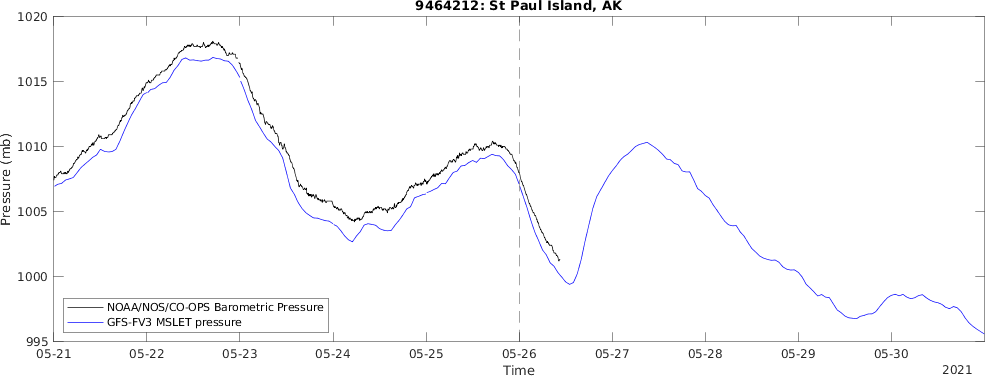 9464212: St Paul Island, AK
Pressure (mb)
1020
1015
1010
1005
1000
995
NOAA/NOS/CO-OPS Barometric Pressure
GFS-FV3 MSLET pressure
05-21 05-22 05-23 05-24 05-25 05-26 05-27 05-28 05-29 05-30
Time
2021